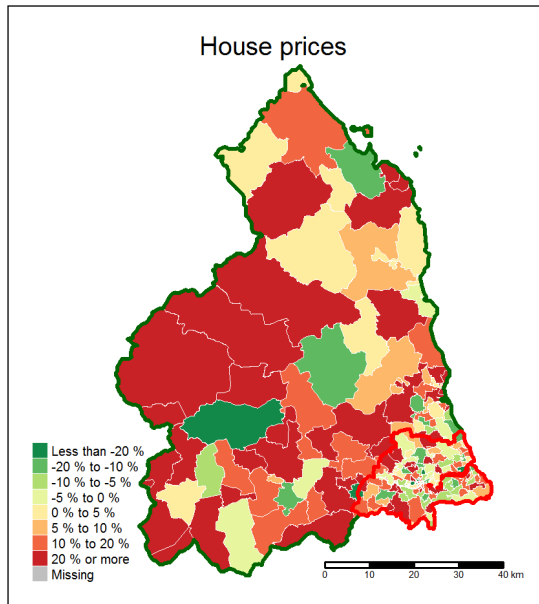 House prices
Less than -20 %
-20 % to -10 %
-10 % to -5 %
-5 % to 0 %
0 % to 5 %
5 % to 10 %
10 % to 20 %
20 % or more
Missing
0 10 20 30 40 km